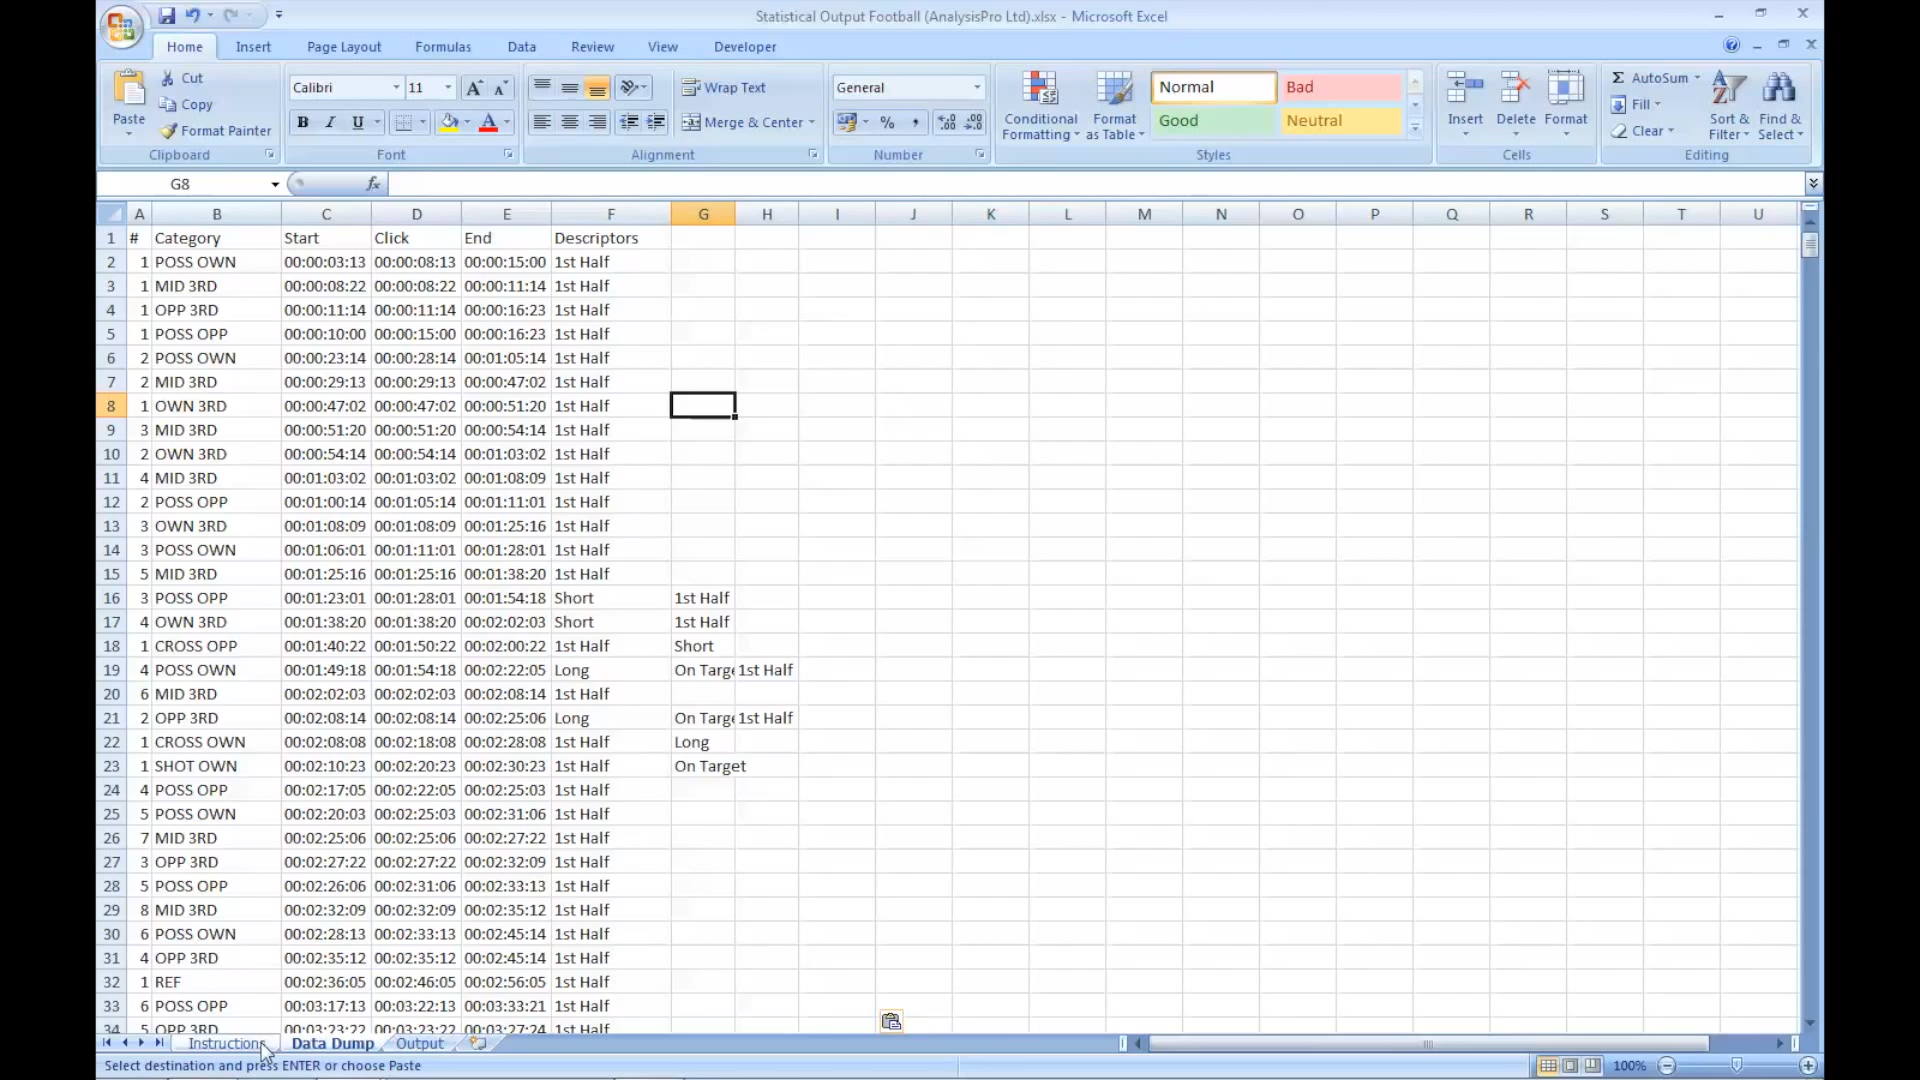 Statistical Output Football (AnalysisPro Ltd).xlsx - Microsoft Excel
Home Insert Page Layout Formulas Data Review View Developer
Paste Cut Copy Format Painter Clipboard
Calibri 11 B I U Font
Wrap Text Merge & Center Alignment
General % , Number
Conditional Formatting Format as Table Normal Bad Good Neutral Styles
Insert Delete Format Cells
Σ AutoSum Fill Clear Sort & Filter Find & Select Editing
G8 fx
A B C D E F G H I J K L M N O P Q R S T U
1 # Category Start Click End Descriptors
2 1 POSS OWN 00:00:03:13 00:00:08:13 00:00:15:00 1st Half
3 1 MID 3RD 00:00:08:22 00:00:08:22 00:00:11:14 1st Half
4 1 OPP 3RD 00:00:11:14 00:00:11:14 00:00:16:23 1st Half
5 1 POSS OPP 00:00:10:00 00:00:15:00 00:00:16:23 1st Half
6 2 POSS OWN 00:00:23:14 00:00:28:14 00:01:05:14 1st Half
7 2 MID 3RD 00:00:29:13 00:00:29:13 00:00:47:02 1st Half
8 1 OWN 3RD 00:00:47:02 00:00:47:02 00:00:51:20 1st Half
9 3 MID 3RD 00:00:51:20 00:00:51:20 00:00:54:14 1st Half
10 2 OWN 3RD 00:00:54:14 00:00:54:14 00:01:03:02 1st Half
11 4 MID 3RD 00:01:03:02 00:01:03:02 00:01:08:09 1st Half
12 2 POSS OPP 00:01:00:14 00:01:05:14 00:01:11:01 1st Half
13 3 OWN 3RD 00:01:08:09 00:01:08:09 00:01:25:16 1st Half
14 3 POSS OWN 00:01:06:01 00:01:11:01 00:01:28:01 1st Half
15 5 MID 3RD 00:01:25:16 00:01:25:16 00:01:38:20 1st Half
16 3 POSS OPP 00:01:23:01 00:01:28:01 00:01:54:18 Short 1st Half
17 4 OWN 3RD 00:01:38:20 00:01:38:20 00:02:02:03 Short 1st Half
18 1 CROSS OPP 00:01:40:22 00:01:50:22 00:02:00:22 1st Half Short
19 4 POSS OWN 00:01:49:18 00:01:54:18 00:02:22:05 Long On Targe 1st Half
20 6 MID 3RD 00:02:02:03 00:02:02:03 00:02:08:14 1st Half
21 2 OPP 3RD 00:02:08:14 00:02:08:14 00:02:25:06 Long On Targe 1st Half
22 1 CROSS OWN 00:02:08:08 00:02:18:08 00:02:28:08 1st Half Long
23 1 SHOT OWN 00:02:10:23 00:02:20:23 00:02:30:23 1st Half On Target
24 4 POSS OPP 00:02:17:05 00:02:22:05 00:02:25:03 1st Half
25 5 POSS OWN 00:02:20:03 00:02:25:03 00:02:31:06 1st Half
26 7 MID 3RD 00:02:25:06 00:02:25:06 00:02:27:22 1st Half
27 3 OPP 3RD 00:02:27:22 00:02:27:22 00:02:32:09 1st Half
28 5 POSS OPP 00:02:26:06 00:02:31:06 00:02:33:13 1st Half
29 8 MID 3RD 00:02:32:09 00:02:32:09 00:02:35:12 1st Half
30 6 POSS OWN 00:02:28:13 00:02:33:13 00:02:45:14 1st Half
31 4 OPP 3RD 00:02:35:12 00:02:35:12 00:02:45:14 1st Half
32 1 REF 00:02:36:05 00:02:46:05 00:02:56:05 1st Half
33 6 POSS OPP 00:03:17:13 00:03:22:13 00:03:33:21 1st Half
34 5 OPP 3RD 00:03:23:22 00:03:23:22 00:03:27:24 1st Half
Instructions Data Dump Output
Select destination and press ENTER or choose Paste 100%